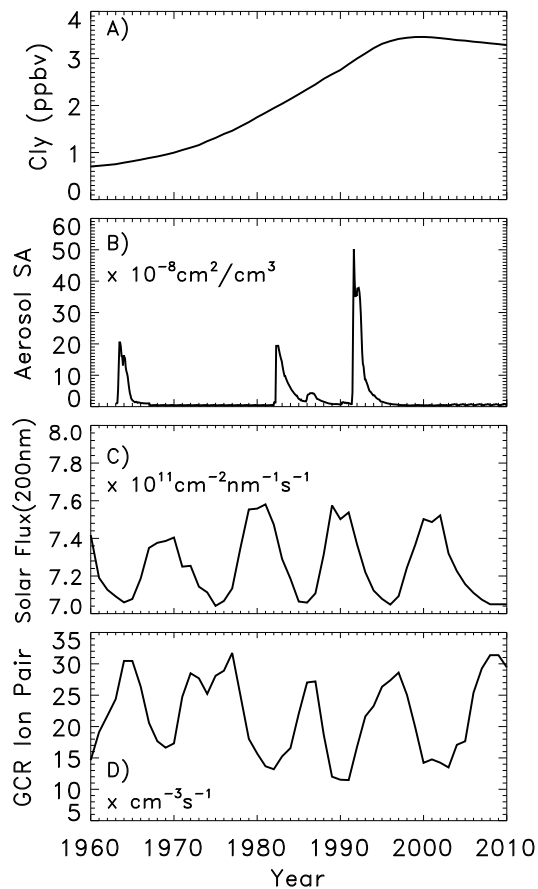 A)
Cly (ppbv)
4
3
2
1
0
B)
x 10⁻⁸cm²/cm³
Aerosol SA
60
50
40
30
20
10
0
C)
x 10¹¹cm⁻²nm⁻¹s⁻¹
Solar Flux(200nm)
8.0
7.8
7.6
7.4
7.2
7.0
GCR Ion Pair
35
30
25
20
15
10
5
D)
x cm⁻³s⁻¹
1960 1970 1980 1990 2000 2010
Year